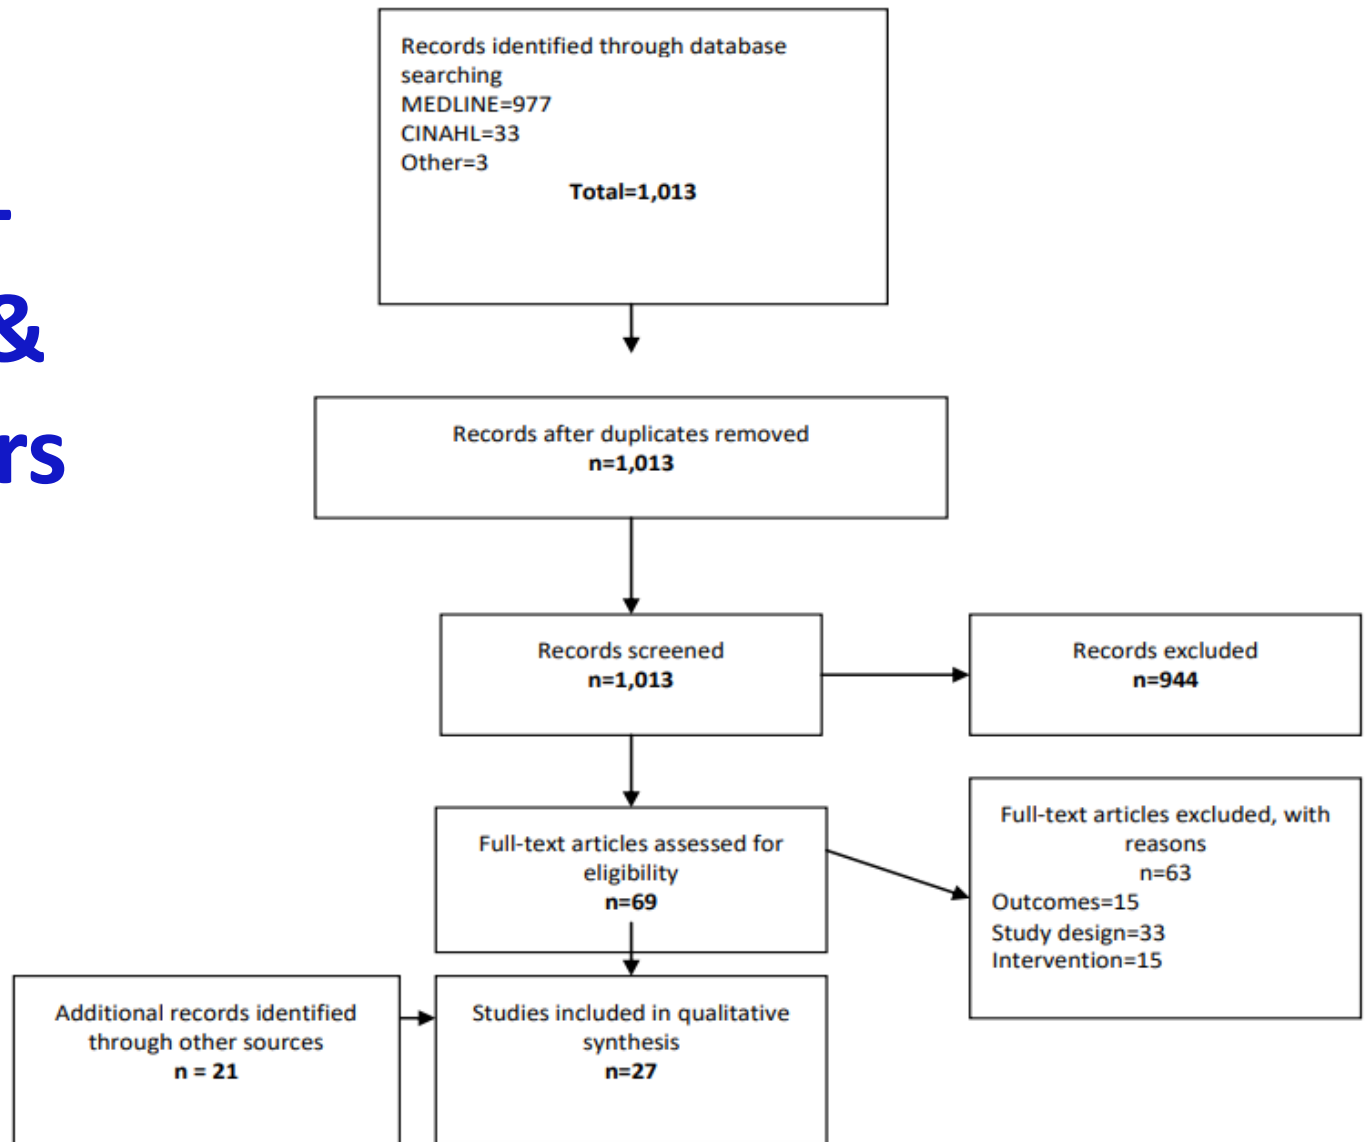 &
rs
Records identified through database
searching
MEDLINE=977
CINAHL=33
Other=3
Total=1,013
Records after duplicates removed
n=1,013
Records screened
n=1,013
Records excluded
n=944
Full-text articles assessed for
eligibility
n=69
Full-text articles excluded, with
reasons
n=63
Outcomes=15
Study design=33
Intervention=15
Additional records identified
through other sources
n = 21
Studies included in qualitative
synthesis
n=27